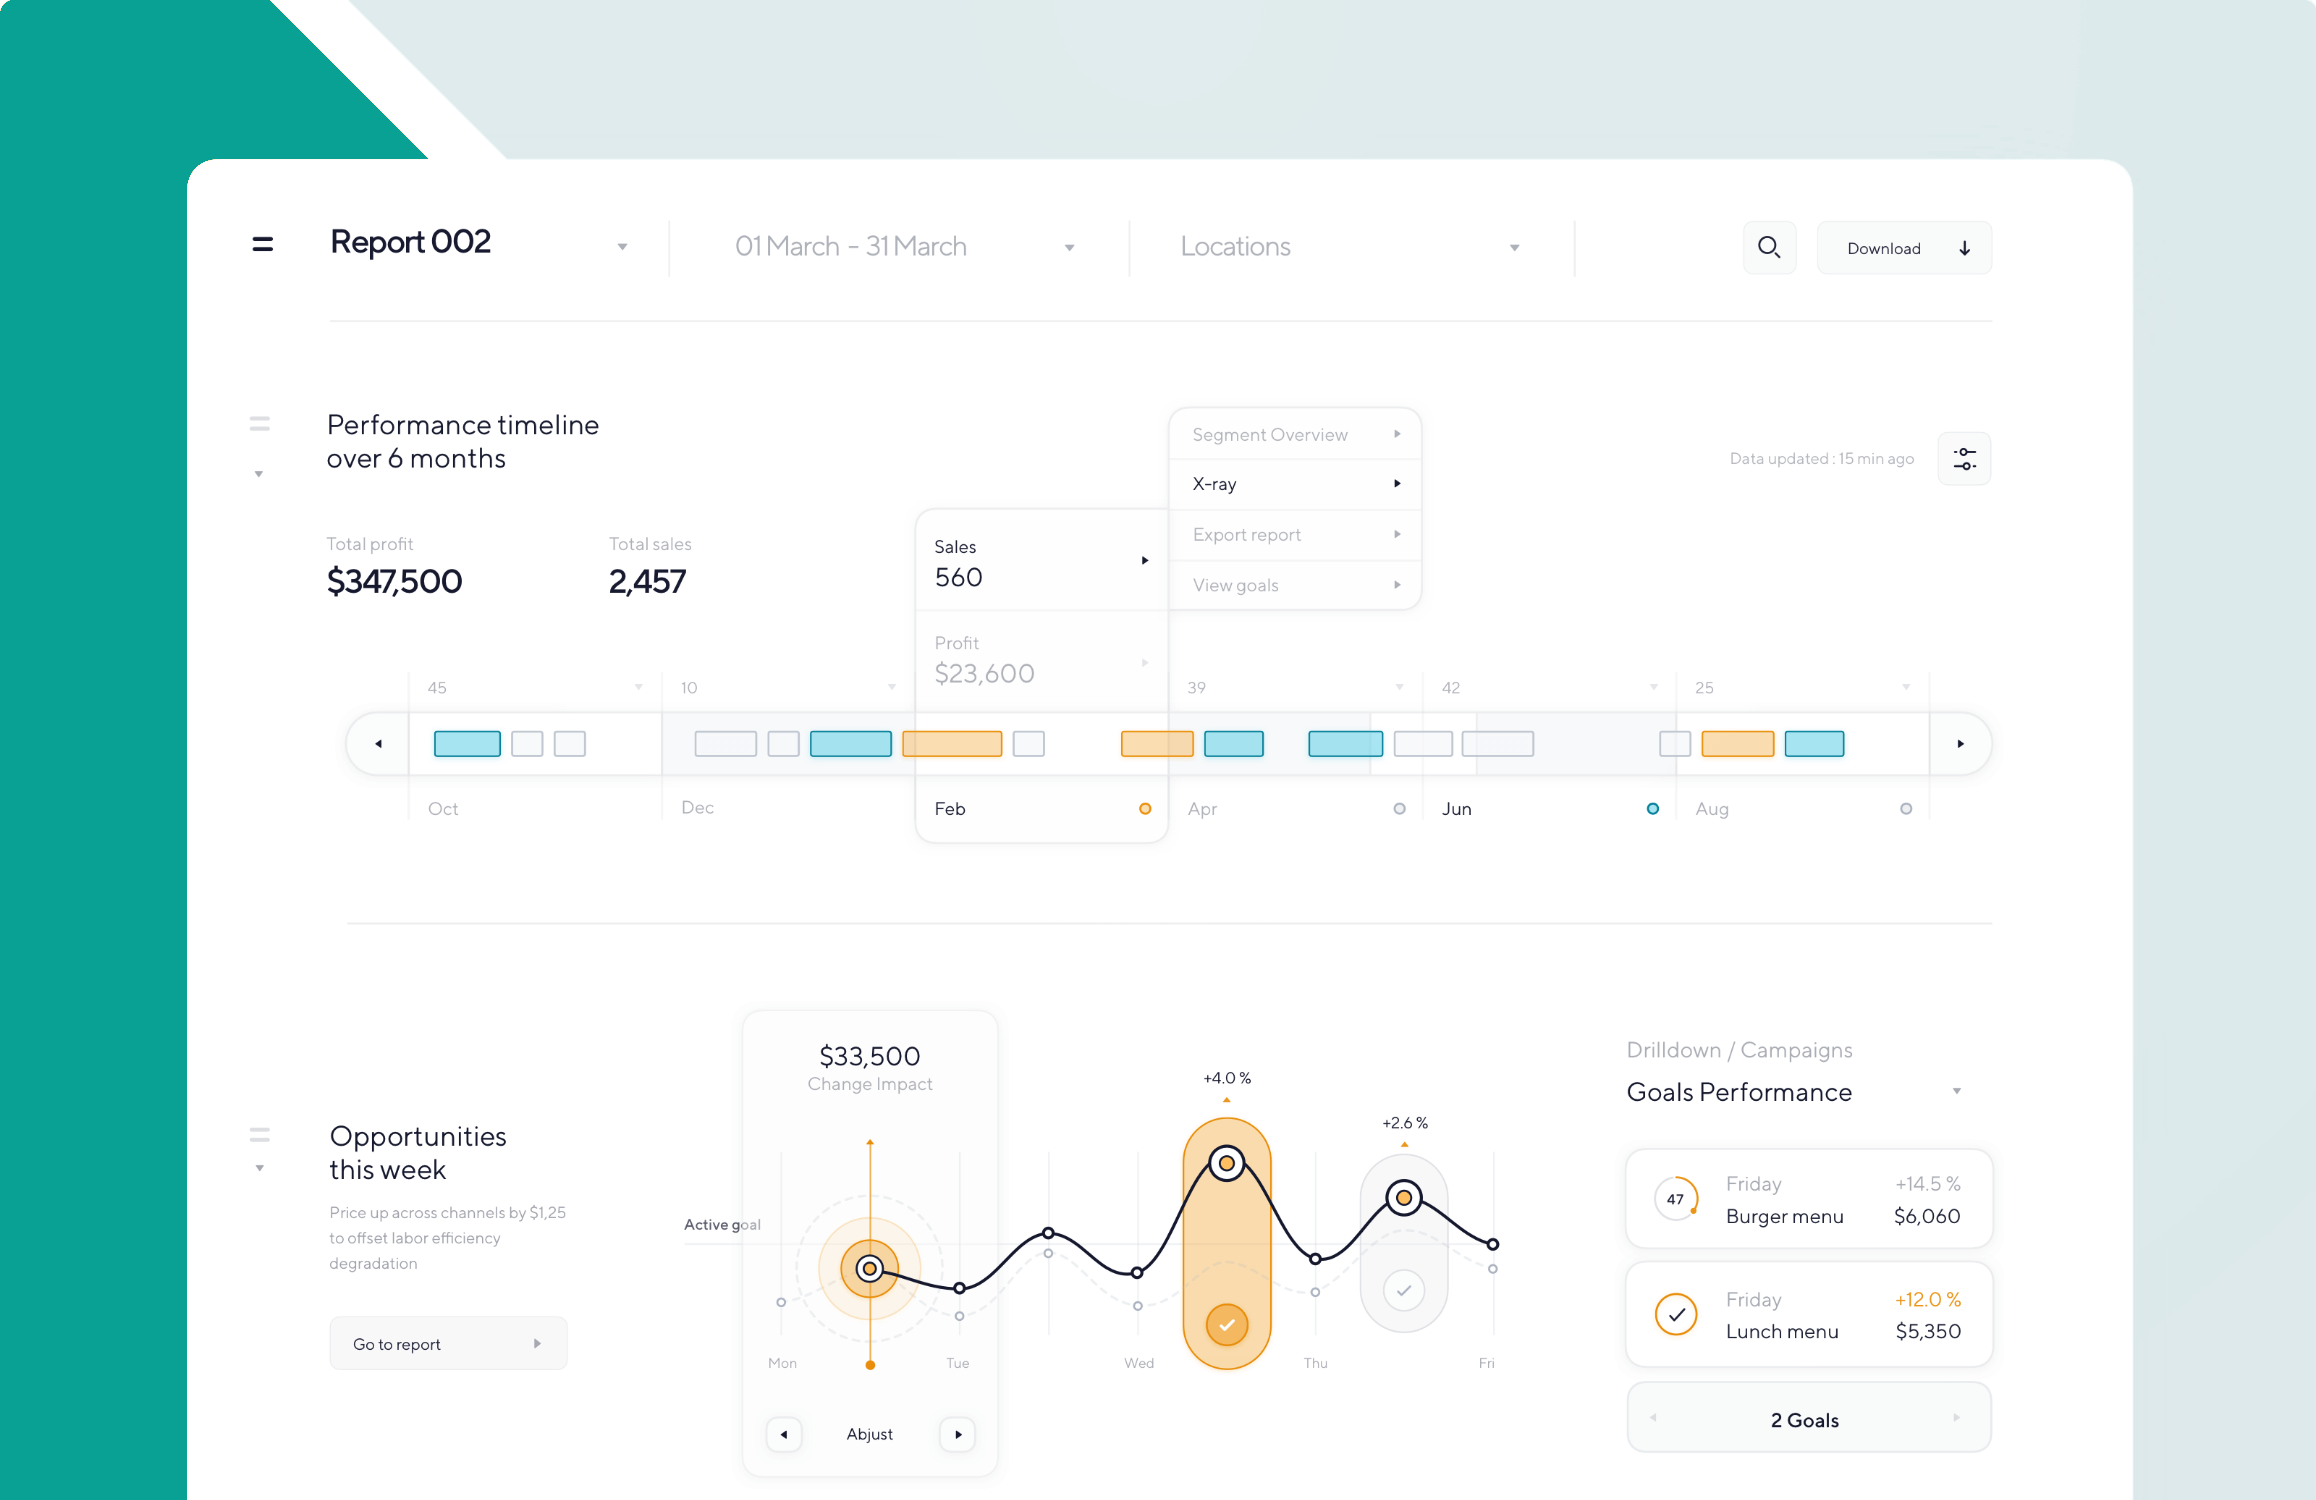 Report 002
01 March - 31 March
Locations
Download
Performance timeline
over 6 months
Segment Overview
X-ray
Export report
View goals
Data updated : 15 min ago
Total profit
$347,500
Total sales
2,457
Sales
560
Profit
$23,600
45
10
39
42
25
Oct
Dec
Feb
Apr
Jun
Aug
Opportunities
this week
Price up across channels by $1,25
to offset labor efficiency
degradation
Go to report
$33,500
Change Impact
Active goal
+4.0 %
+2.6 %
Mon
Tue
Wed
Thu
Fri
Abjust
Drilldown / Campaigns
Goals Performance
47
Friday
+14.5 %
Burger menu
$6,060
Friday
+12.0 %
Lunch menu
$5,350
2 Goals